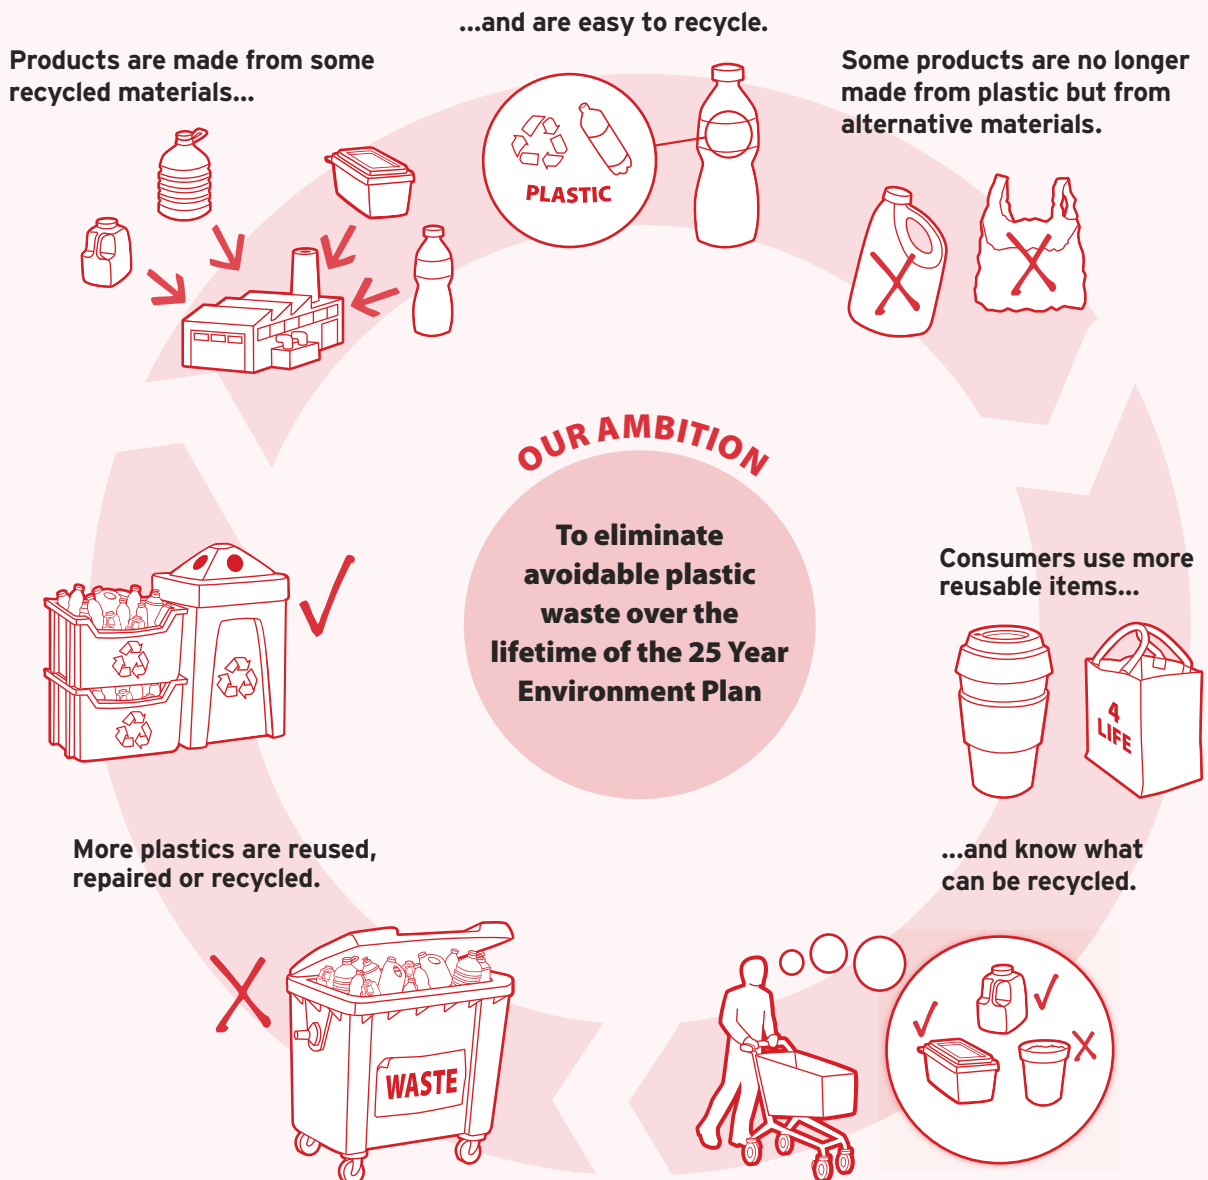 ...and are easy to recycle.
Products are made from some
recycled materials...
Some products are no longer
made from plastic but from
alternative materials.
PLASTIC
OUR AMBITION
To eliminate
avoidable plastic
waste over the
lifetime of the 25 Year
Environment Plan
Consumers use more
reusable items...
4
LIFE
More plastics are reused,
repaired or recycled.
...and know what
can be recycled.
WASTE